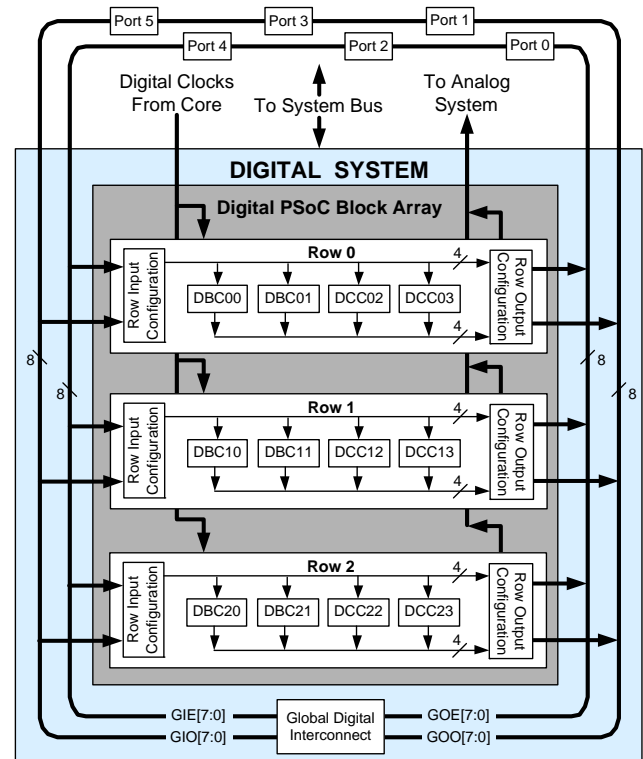 Port 5
Port 3
Port 1
Port 4
Port 2
Port 0
Digital Clocks
From Core
To System Bus
To Analog
System
DIGITAL SYSTEM
Digital PSoC Block Array
Row Input
Configuration
Row 0
4
DBC00
DBC01
DCC02
DCC03
4
Row Output
Configuration
8
8
8
8
Row Input
Configuration
Row 1
4
DBC10
DBC11
DCC12
DCC13
4
Row Output
Configuration
Row Input
Configuration
Row 2
4
DBC20
DBC21
DCC22
DCC23
4
Row Output
Configuration
GIE[7:0]
GIO[7:0]
Global Digital
Interconnect
GOE[7:0]
GOO[7:0]